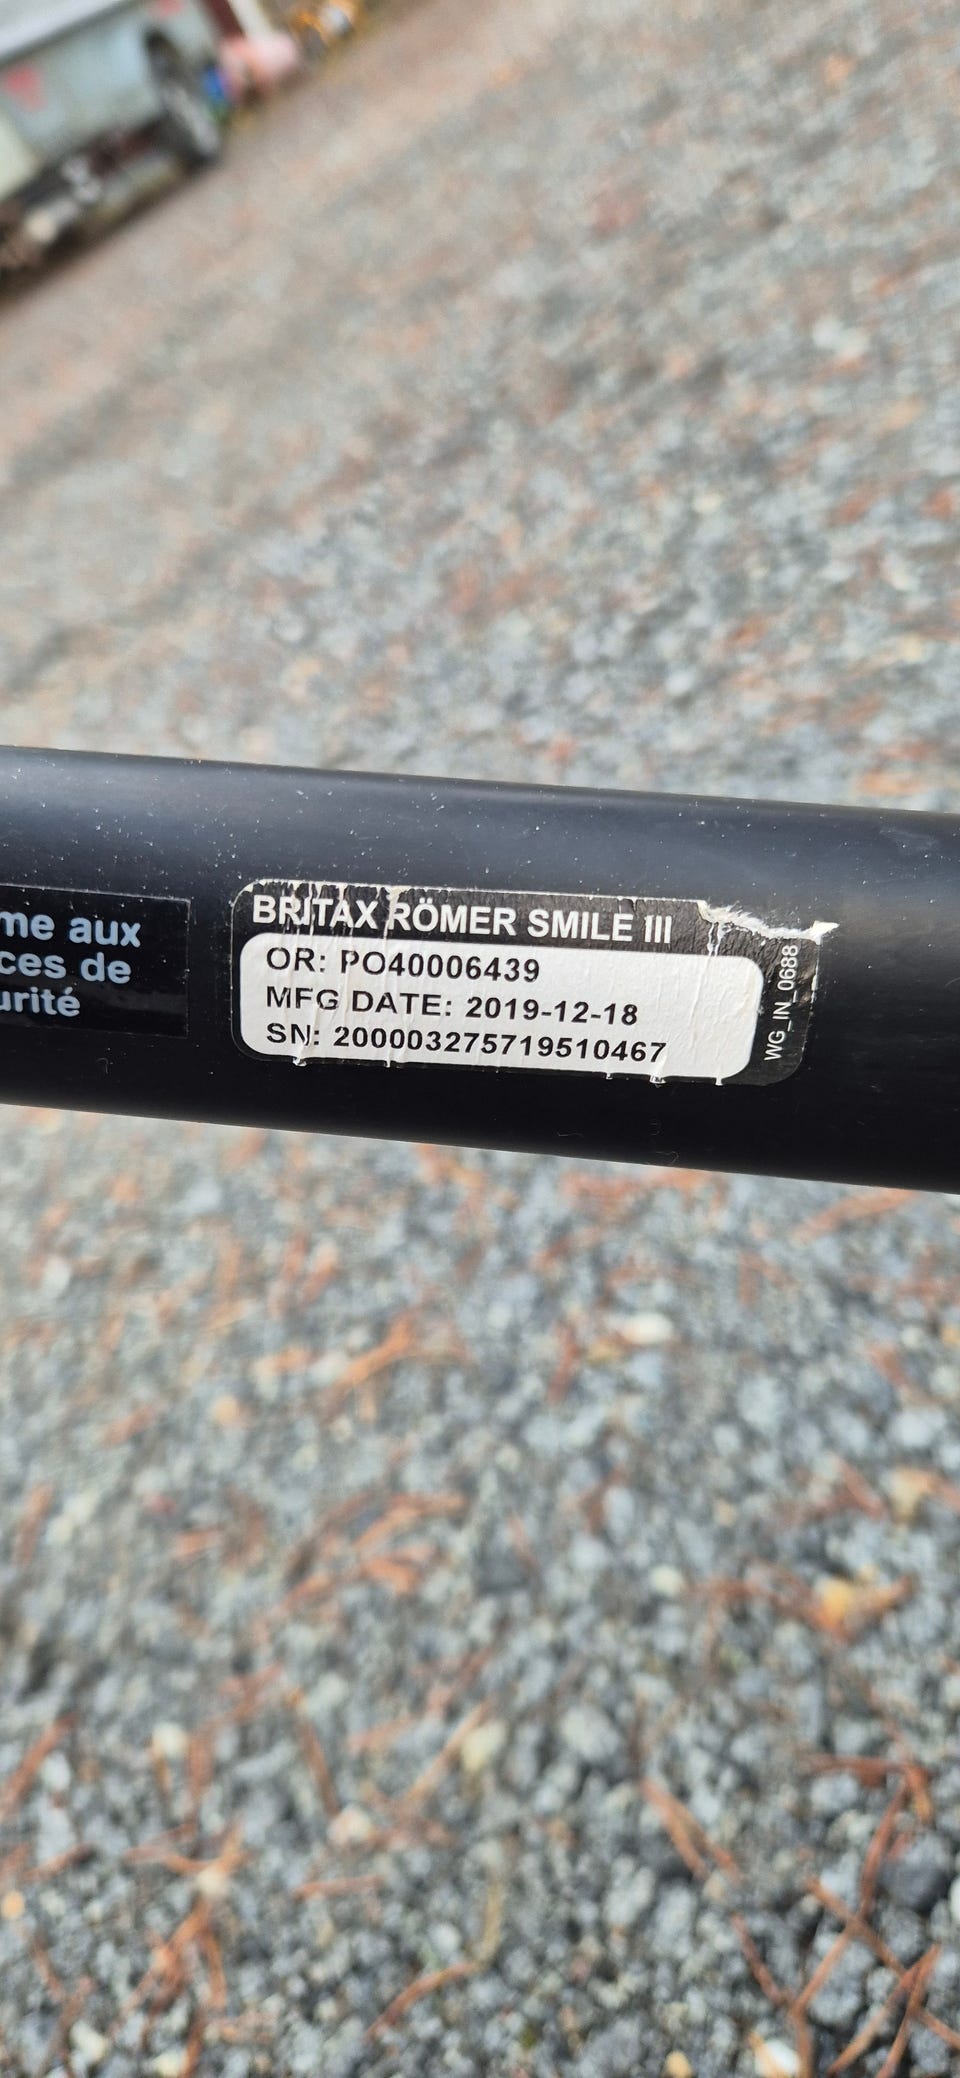 me aux
ces de
urité
BRITAX RÖMER SMILE III
OR: PO40006439
MFG DATE: 2019-12-18
SN: 200003275719510467
WG_IN_0688